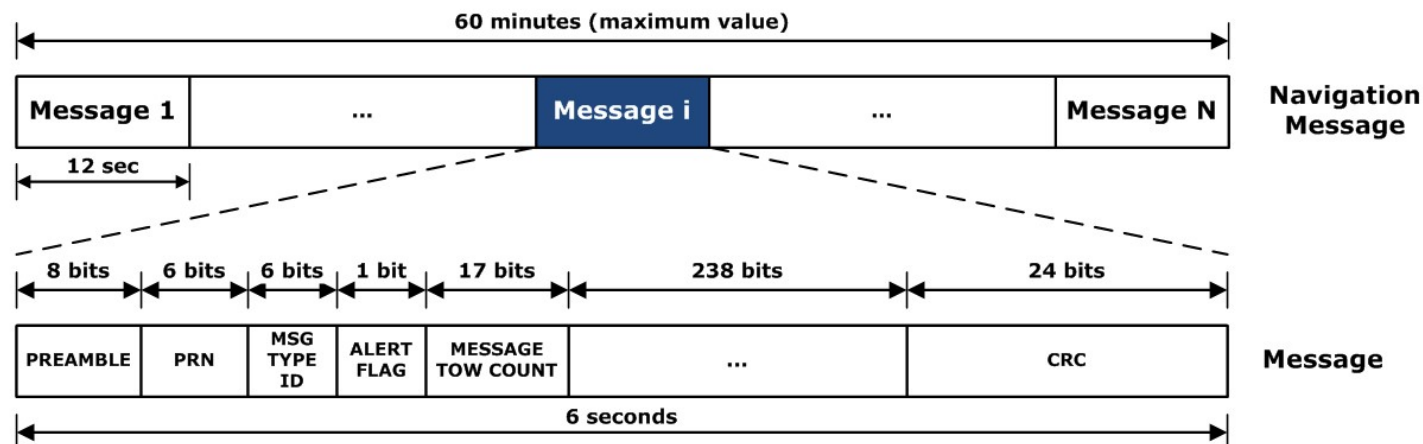 60 minutes (maximum value)
Message 1
...
Message i
...
Message N
Navigation
Message
12 sec
8 bits
6 bits
6 bits
1 bit
17 bits
238 bits
24 bits
PREAMBLE
PRN
MSG
TYPE
ID
ALERT
FLAG
MESSAGE
TOW COUNT
...
CRC
Message
6 seconds